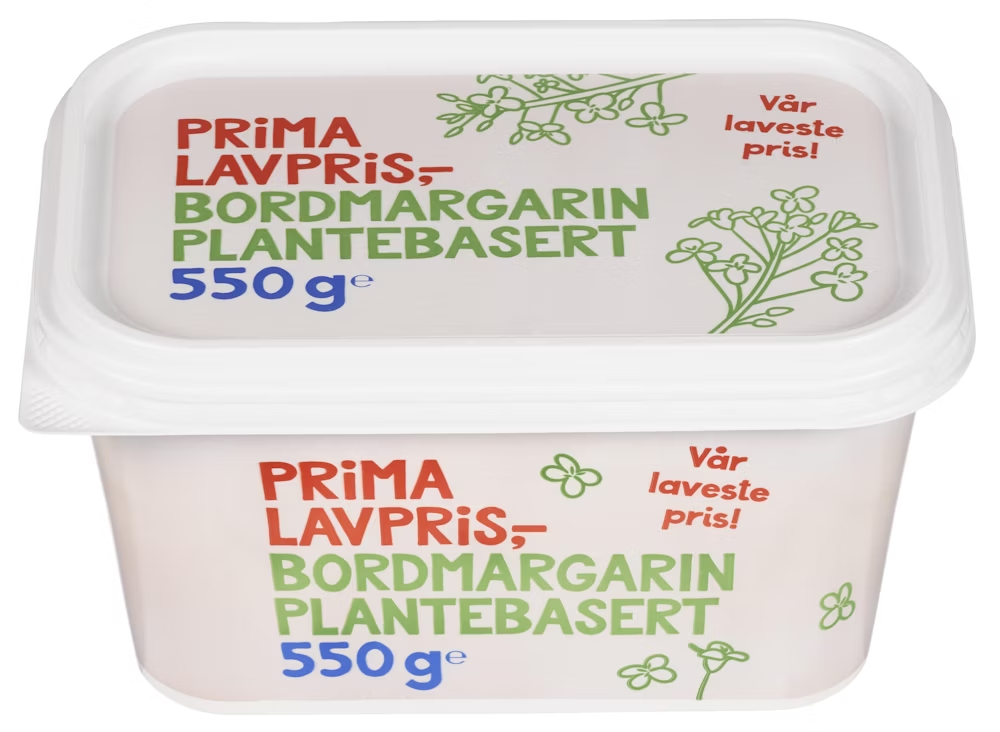 PRiMA
LAVPRiS,-
BORDMARGARIN
PLANTEBASERT
550 g℮
Vår
laveste
pris!
PRiMA
LAVPRiS,-
BORDMARGARIN
PLANTEBASERT
550 g℮
Vår
laveste
pris!